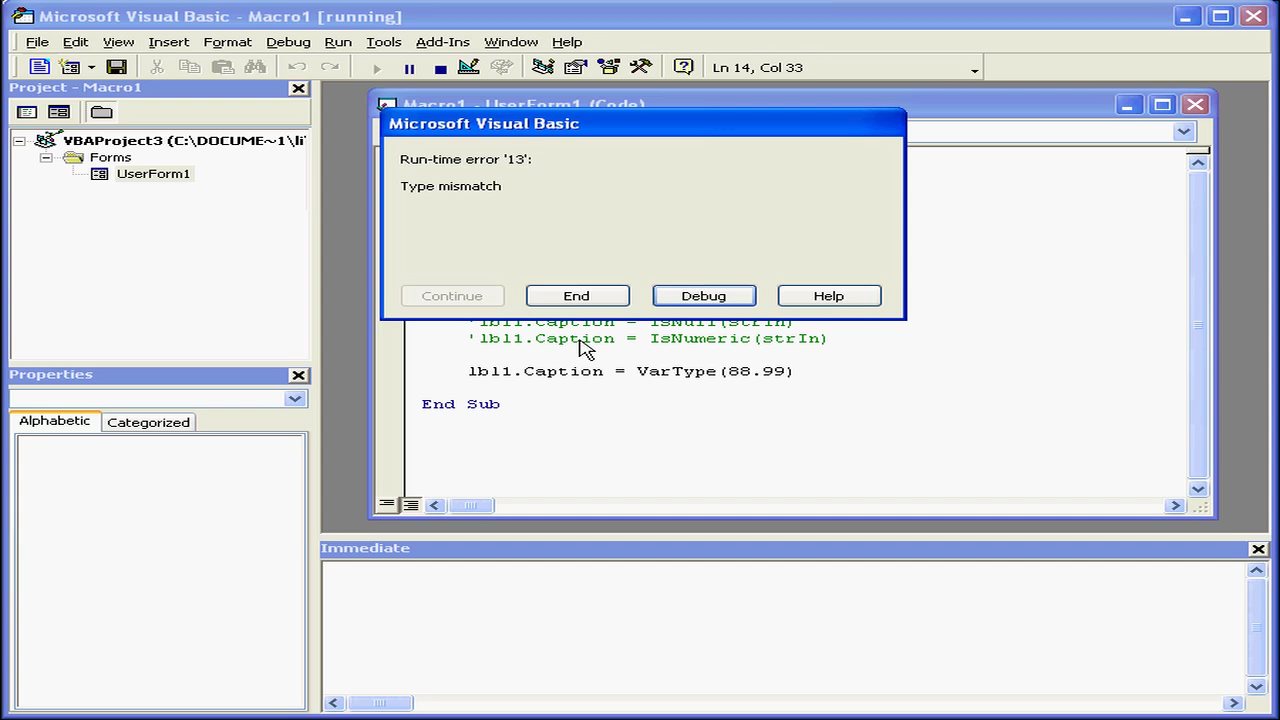 Microsoft Visual Basic - Macro1 [running]
File Edit View Insert Format Debug Run Tools Add-Ins Window Help
Ln 14, Col 33
Project - Macro1
Macro1 - UserForm1 (Code)
Microsoft Visual Basic
Run-time error '13':
Type mismatch
Continue End Debug Help
VBAProject3 (C:\DOCUME~1\li
Forms
UserForm1
'lbl1.Caption = IsNull(strIn)
'lbl1.Caption = IsNumeric(strIn)
lbl1.Caption = VarType(88.99)
End Sub
Properties
Alphabetic Categorized
Immediate